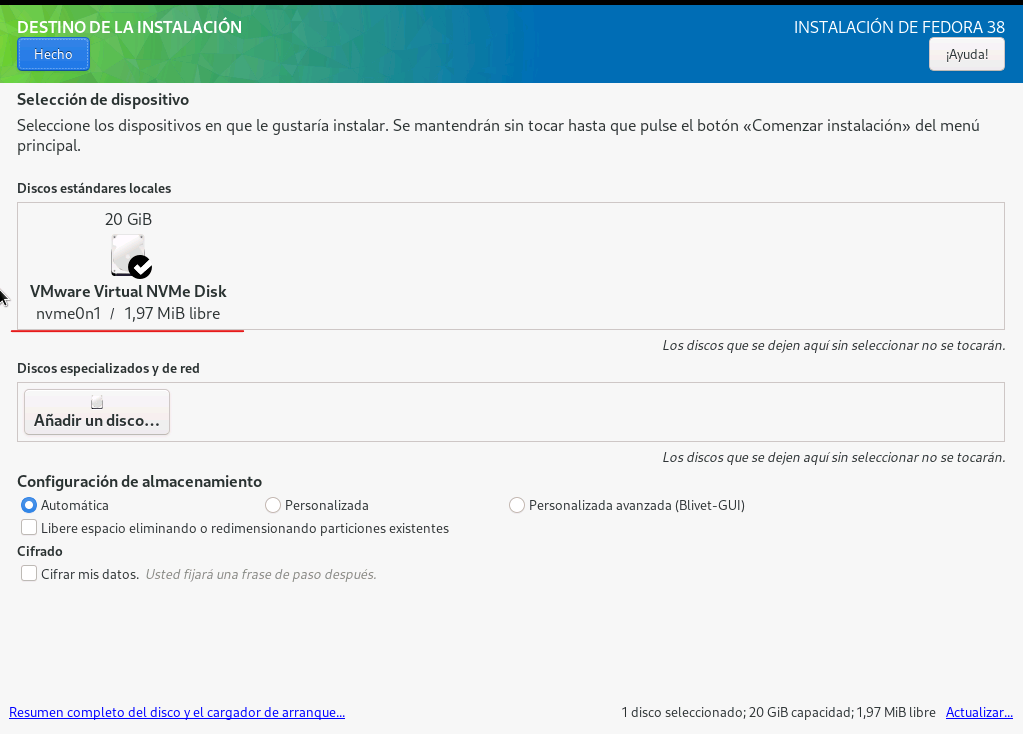 DESTINO DE LA INSTALACIÓN
INSTALACIÓN DE FEDORA 38
Hecho
¡Ayuda!
Selección de dispositivo
Seleccione los dispositivos en que le gustaría instalar. Se mantendrán sin tocar hasta que pulse el botón «Comenzar instalación» del menú
principal.
Discos estándares locales
20 GiB
VMware Virtual NVMe Disk
nvme0n1 / 1,97 MiB libre
Los discos que se dejen aquí sin seleccionar no se tocarán.
Discos especializados y de red
Añadir un disco...
Los discos que se dejen aquí sin seleccionar no se tocarán.
Configuración de almacenamiento
Automática
Personalizada
Personalizada avanzada (Blivet-GUI)
Libere espacio eliminando o redimensionando particiones existentes
Cifrado
Cifrar mis datos. Usted fijará una frase de paso después.
Resumen completo del disco y el cargador de arranque...
1 disco seleccionado; 20 GiB capacidad; 1,97 MiB libre Actualizar...